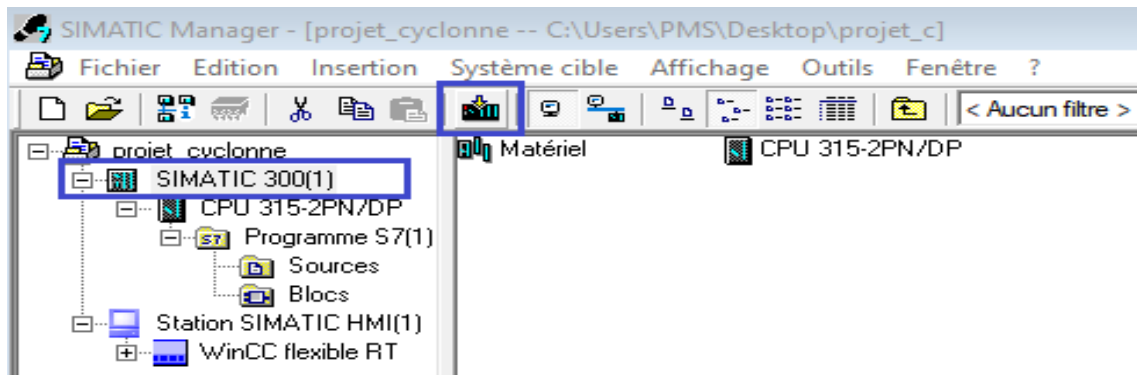 SIMATIC Manager - [projet_cyclonne -- C:\Users\PMS\Desktop\projet_c]
Fichier Edition Insertion Système cible Affichage Outils Fenêtre ?
< Aucun filtre >
projet_cyclonne
Matériel
CPU 315-2PN/DP
SIMATIC 300(1)
CPU 315-2PN/DP
S7
Programme S7(1)
Sources
Blocs
Station SIMATIC HMI(1)
WinCC flexible RT